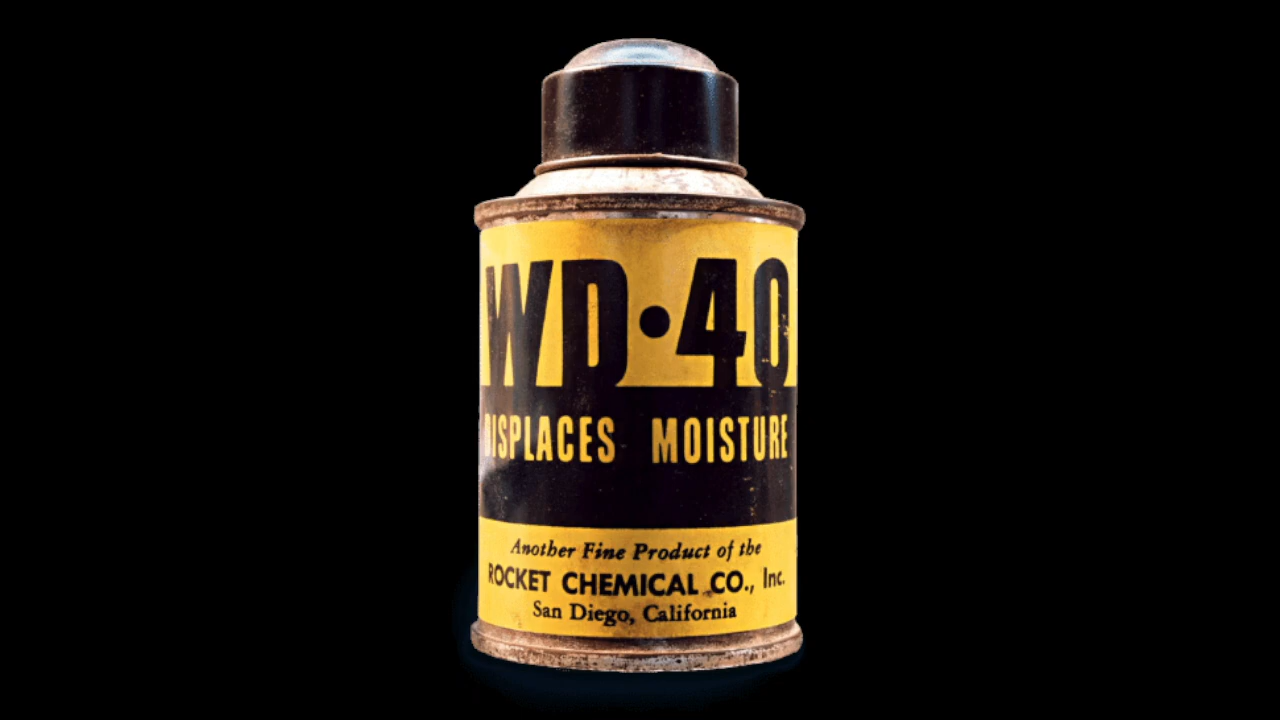 WD•40
DISPLACES MOISTURE
Another Fine Product of the
ROCKET CHEMICAL CO., Inc.
San Diego, California